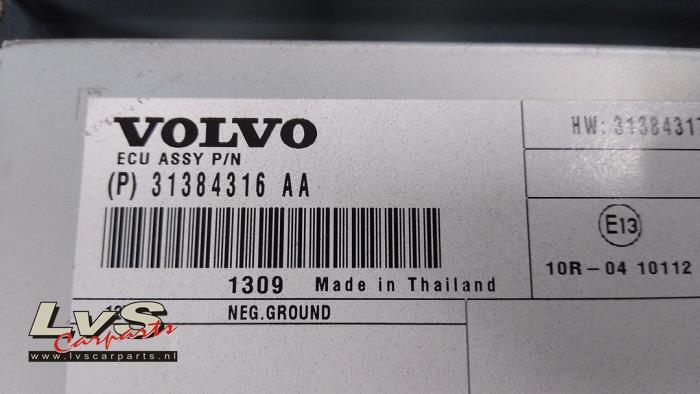 VOLVO
ECU ASSY P/N
(P) 31384316 AA
1309 Made in Thailand
NEG.GROUND
HW: 3138431
E13
10R-04 10112
LvS
Carparts
www.lvscarparts.nl